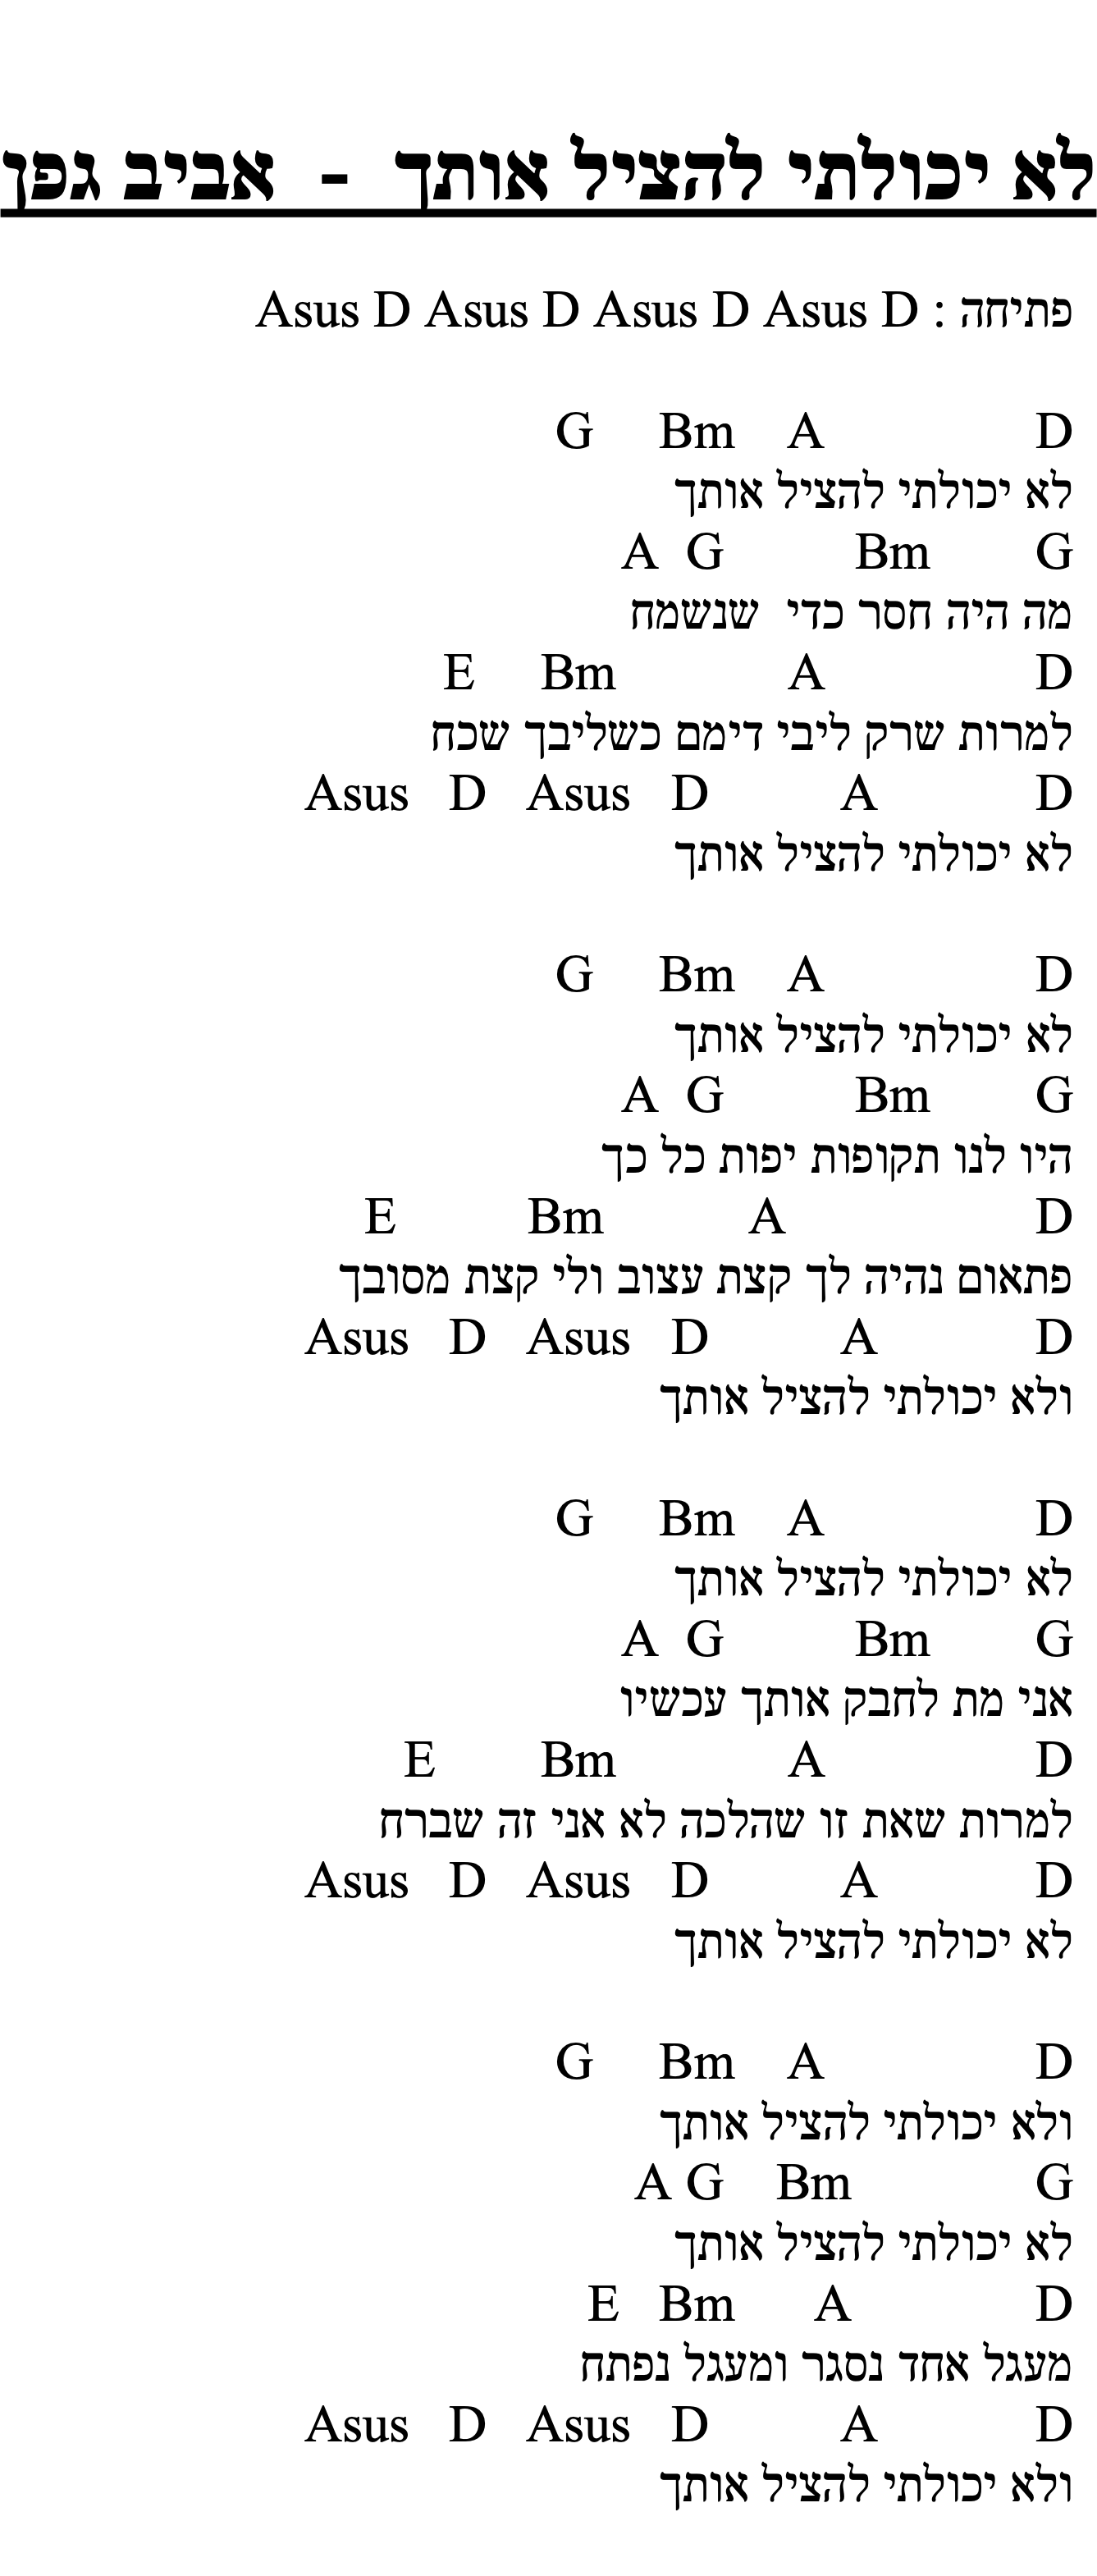 לא יכולתי להציל אותך - אביב גפן
פתיחה : Asus D Asus D Asus D Asus D
G Bm A D
לא יכולתי להציל אותך
A G Bm G
מה היה חסר כדי שנשמח
E Bm A D
למרות שרק ליבי דימם כשליבך שכח
Asus D Asus D A D
לא יכולתי להציל אותך
G Bm A D
לא יכולתי להציל אותך
A G Bm G
היו לנו תקופות יפות כל כך
E Bm A D
פתאום נהיה לך קצת עצוב ולי קצת מסובך
Asus D Asus D A D
ולא יכולתי להציל אותך
G Bm A D
לא יכולתי להציל אותך
A G Bm G
אני מת לחבק אותך עכשיו
E Bm A D
למרות שאת זו שהלכה לא אני זה שברח
Asus D Asus D A D
לא יכולתי להציל אותך
G Bm A D
ולא יכולתי להציל אותך
A G Bm G
לא יכולתי להציל אותך
E Bm A D
מעגל אחד נסגר ומעגל נפתח
Asus D Asus D A D
ולא יכולתי להציל אותך